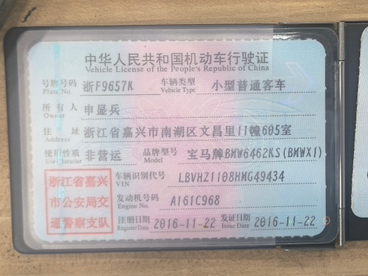 中华人民共和国机动车行驶证
Vehicle License of the People's Republic of China
号牌号码 浙F9657K 车辆类型 小型普通客车
Plate No. Vehicle Type
所有人 申显兵
Owner
住址 浙江省嘉兴市南湖区文昌里11幢605室
Address
使用性质 非营运 品牌型号 宝马牌BMW6462KS(BMWX1)
Use Character Model
浙江省嘉兴市公安局交通警察支队
车辆识别代号 LBVHZ1108HMG49434
VIN
发动机号码 A161C968
Engine No.
注册日期 2016-11-22 发证日期 2016-11-22
Register Date Issue Date